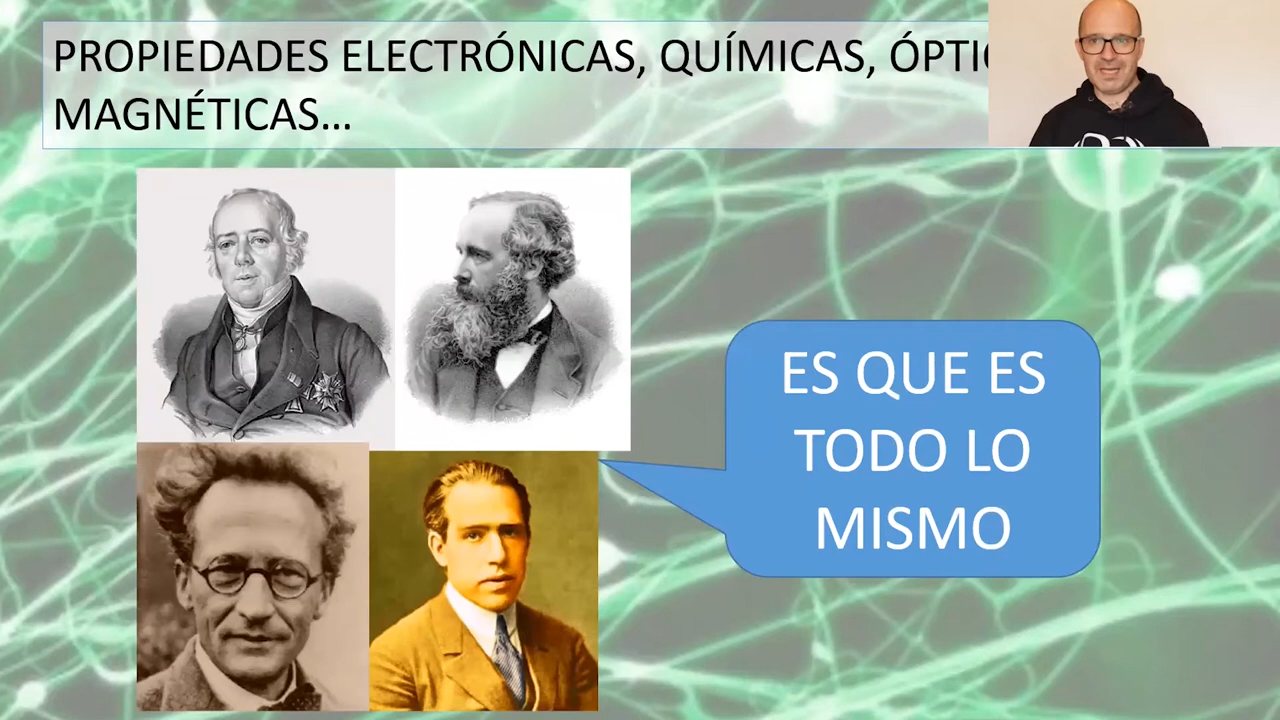 PROPIEDADES ELECTRÓNICAS, QUÍMICAS,
MAGNÉTICAS...
ES QUE ES
TODO LO
MISMO